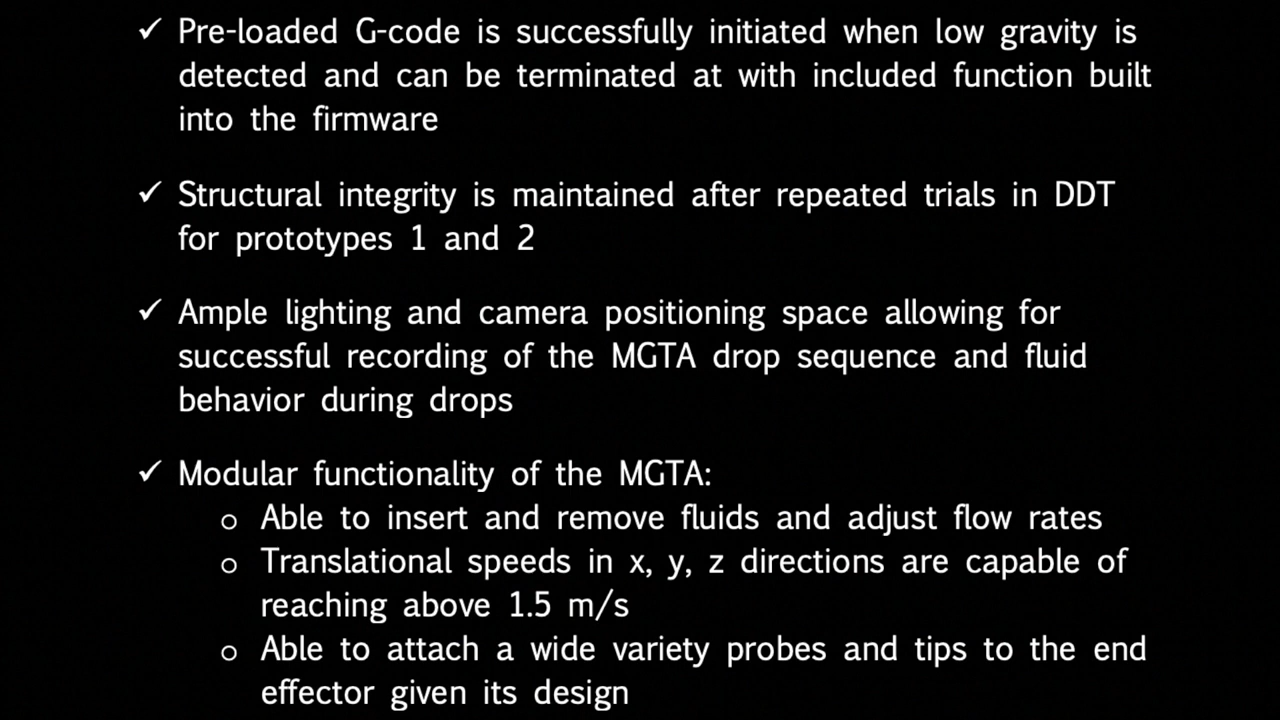 ✓ Pre-loaded G-code is successfully initiated when low gravity is
detected and can be terminated at with included function built
into the firmware
✓ Structural integrity is maintained after repeated trials in DDT
for prototypes 1 and 2
✓ Ample lighting and camera positioning space allowing for
successful recording of the MGTA drop sequence and fluid
behavior during drops
✓ Modular functionality of the MGTA:
o Able to insert and remove fluids and adjust flow rates
o Translational speeds in x, y, z directions are capable of
reaching above 1.5 m/s
o Able to attach a wide variety probes and tips to the end
effector given its design